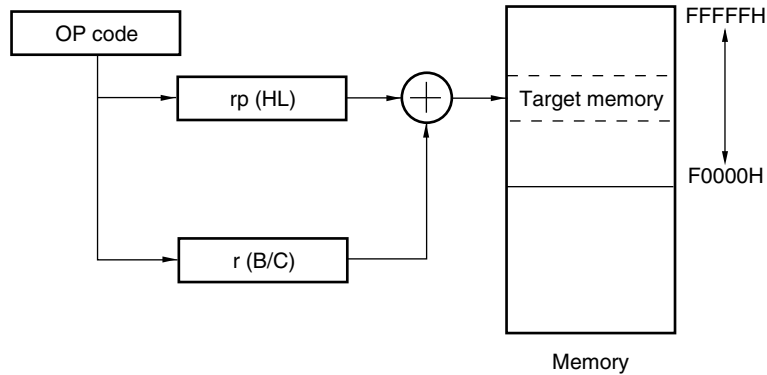 OP code
FFFFFH
rp (HL)
Target memory
F0000H
r (B/C)
Memory